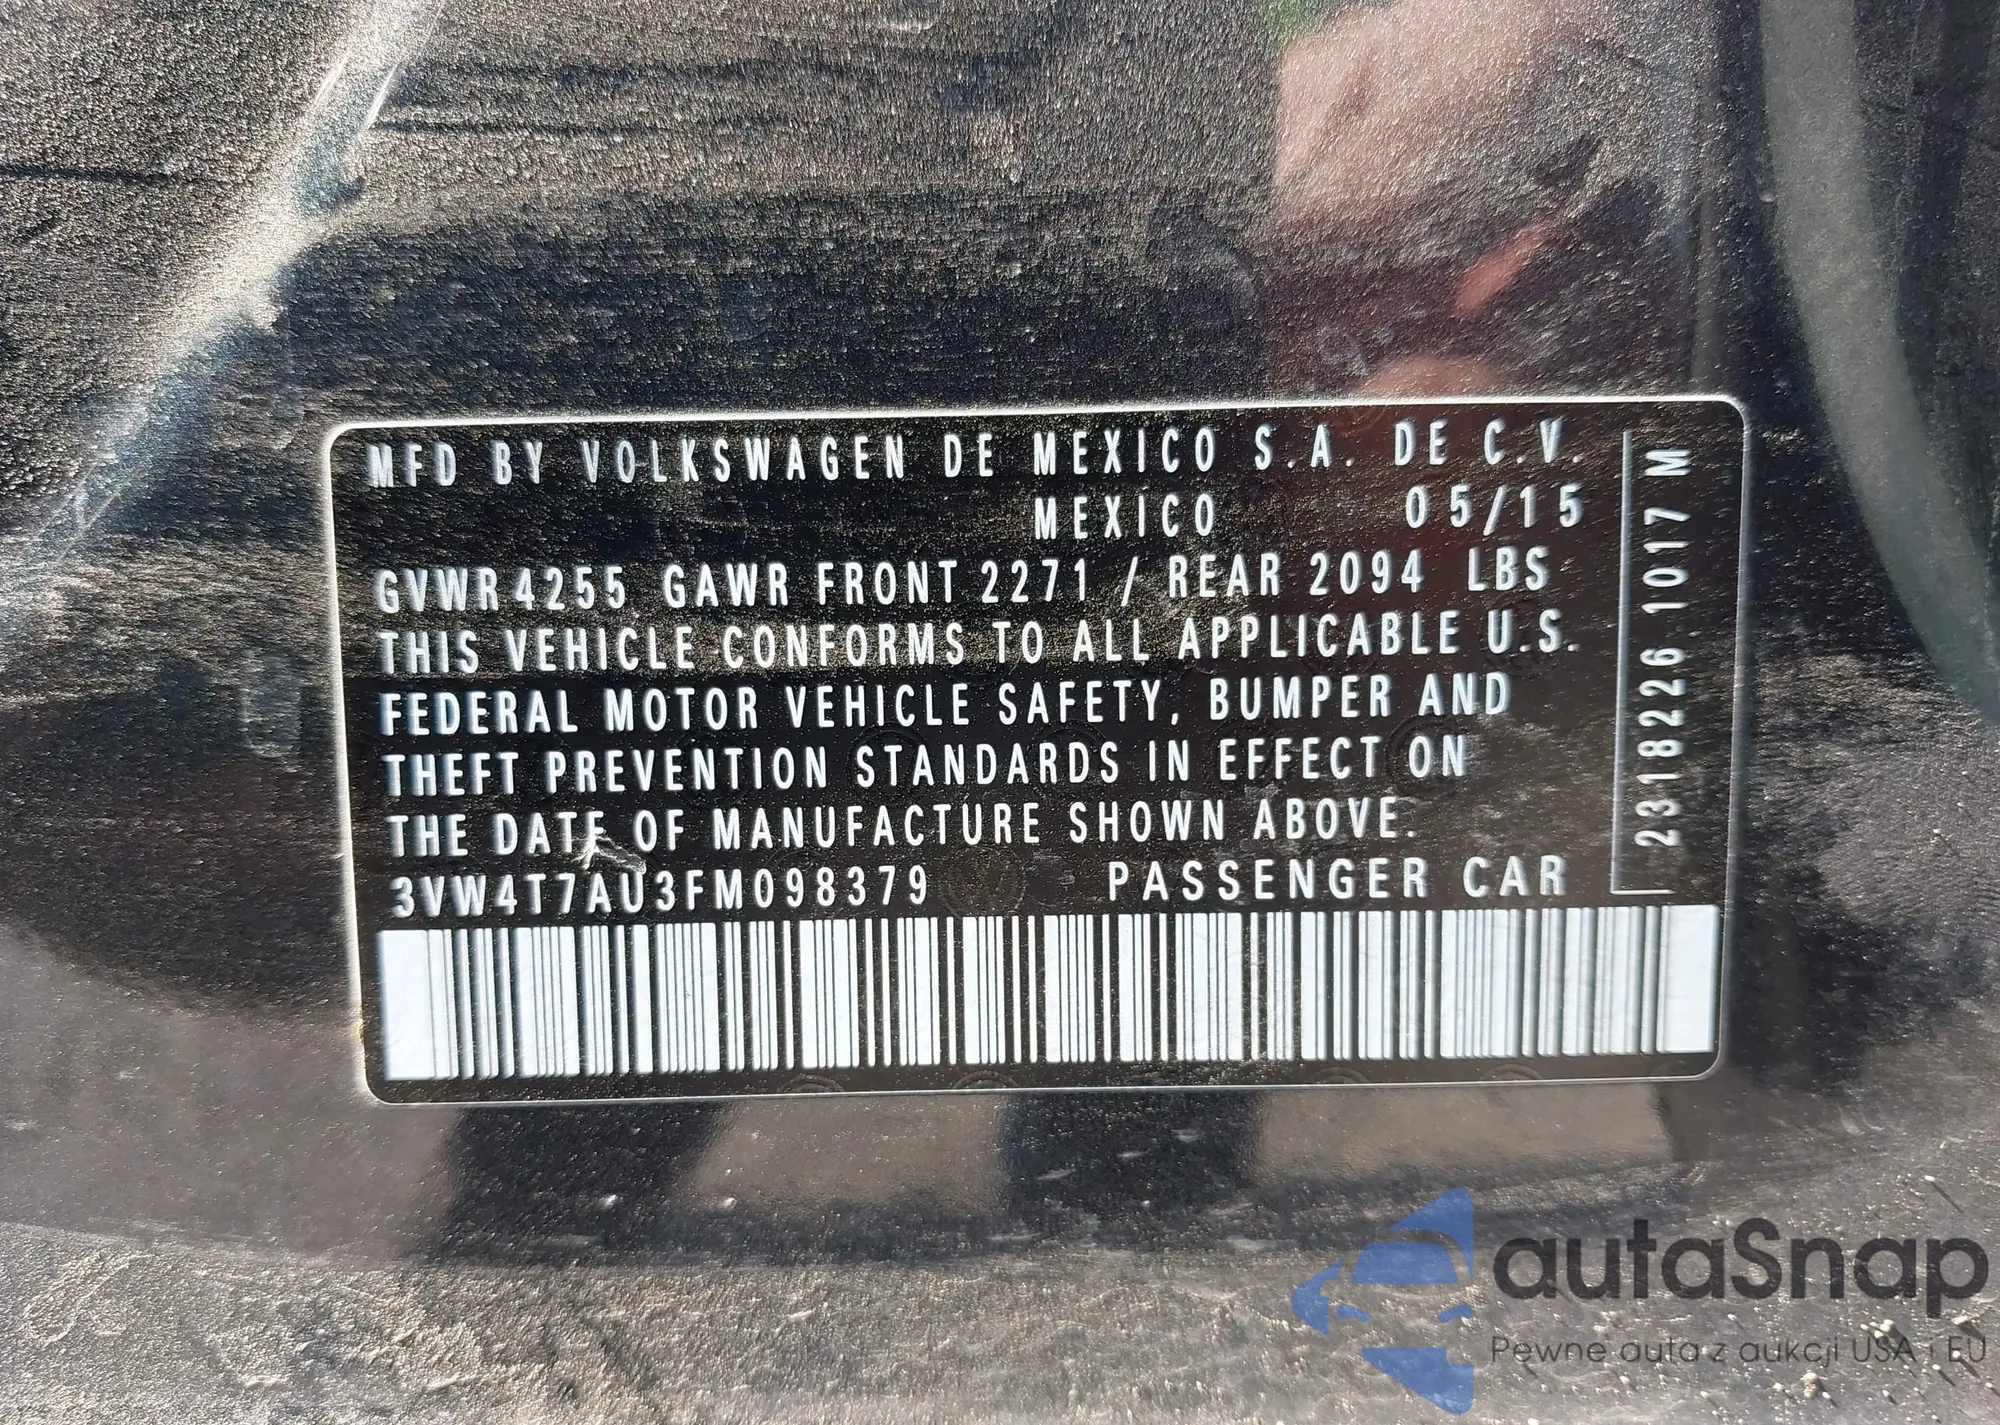 MFD BY VOLKSWAGEN DE MEXICO S.A. DE C.V.
MEXICO 05/15
GVWR 4255 GAWR FRONT 2271 / REAR 2094 LBS
THIS VEHICLE CONFORMS TO ALL APPLICABLE U.S.
FEDERAL MOTOR VEHICLE SAFETY, BUMPER AND
THEFT PREVENTION STANDARDS IN EFFECT ON
THE DATE OF MANUFACTURE SHOWN ABOVE.
3VW4T7AU3FM098379 PASSENGER CAR
2318226 1017 M
autaSnap
Pewne auta z aukcji USA i EU